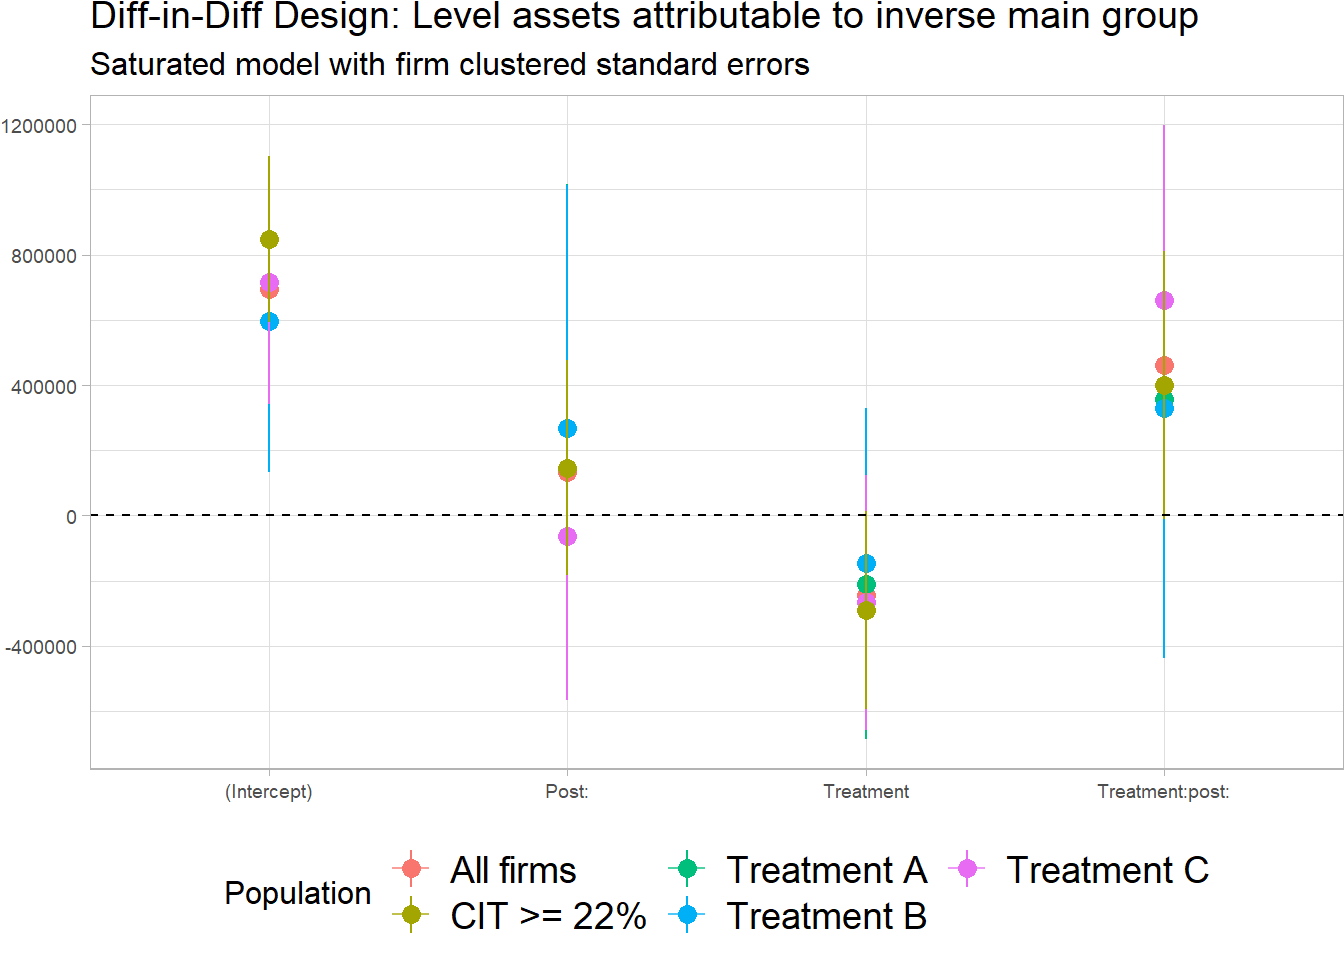 Diff-in-Diff Design: Level assets attributable to inverse main group
Saturated model with firm clustered standard errors
1200000
800000
400000
0
-400000
(Intercept) Post: Treatment Treatment:post:
Population
All firms Treatment A Treatment C
CIT >= 22% Treatment B